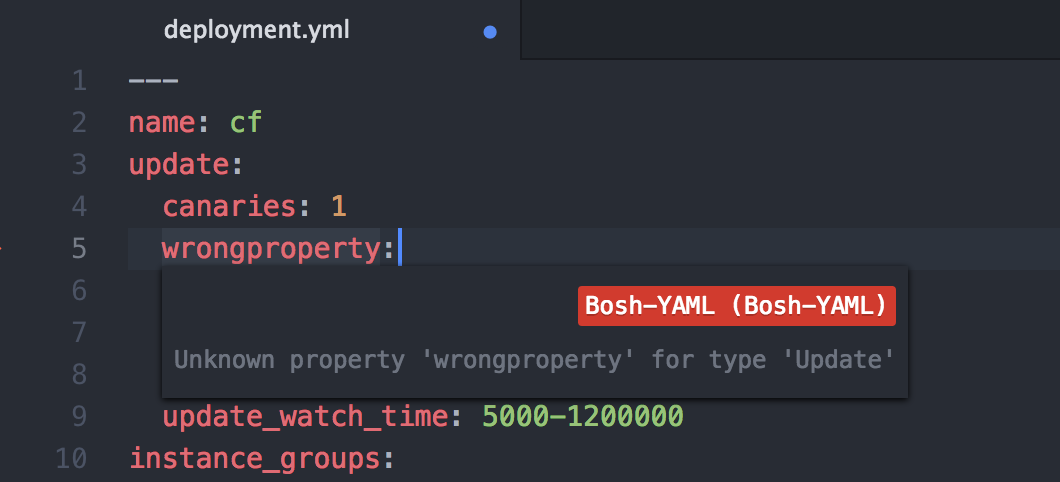 deployment.yml
1 ---
2 name: cf
3 update:
4 canaries: 1
5 wrongproperty:
6 Bosh-YAML (Bosh-YAML)
7
Unknown property 'wrongproperty' for type 'Update'
8
9 update_watch_time: 5000-1200000
10 instance_groups: